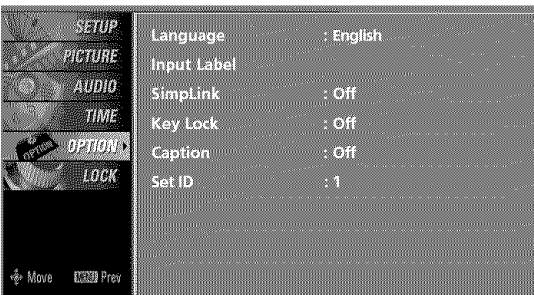 SETUP
PICTURE
AUDIO
TIME
OPTION
OPTION
LOCK
Move MENU Prev
Language : English
Input Label
SimpLink : Off
Key Lock : Off
Caption : Off
Set ID : 1